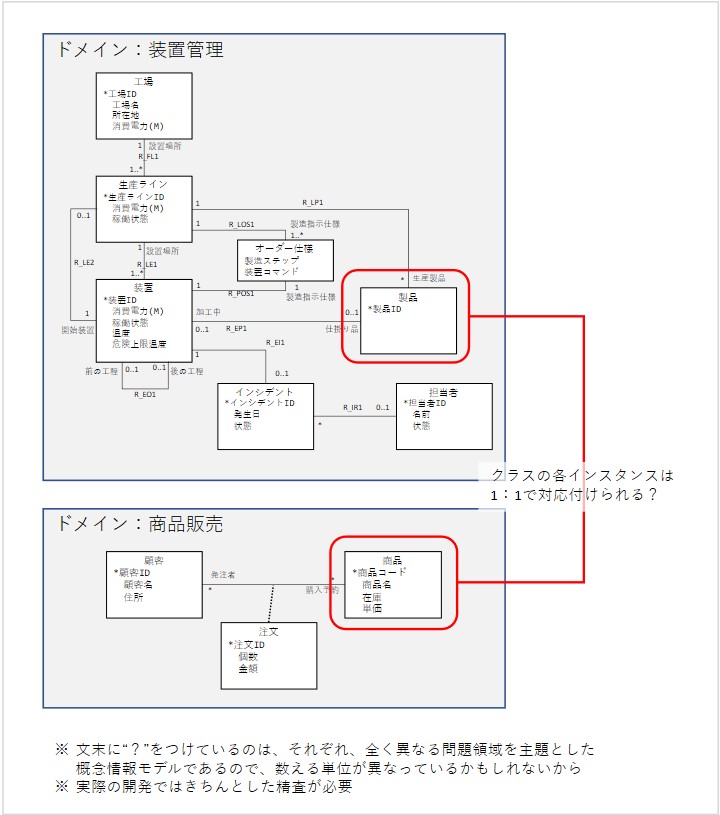 ドメイン：装置管理
工場
*工場ID
工場名
所在地
消費電力(M)
1
設置場所
R_FL1
1..*
生産ライン
*生産ラインID
消費電力(M)
稼働状態
1
R_LP1
*
生産製品
1
R_LOS1
製造指示仕様
1..*
オーダー仕様
製造ステップ
装置コマンド
0..1
R_LE2
1
開始装置
1
設置場所
R_LE1
1..*
装置
*装置ID
消費電力(M)
稼働状態
温度
危険上限温度
1
R_POS1
1
製造指示仕様
加工中
0..1
R_EP1
0..1
仕掛り品
製品
*製品ID
1
R_EI1
0..1
前の工程
0..1
0..1
後の工程
R_EO1
インシデント
*インシデントID
発生日
状態
*
R_IR1
0..1
担当者
*担当者ID
名前
状態
クラスの各インスタンスは
1：1で対応付けられる？
ドメイン：商品販売
顧客
*顧客ID
顧客名
住所
発注者
*
*
購入予約
商品
*商品コード
商品名
在庫
単価
注文
*注文ID
個数
金額
※ 文末に“？”をつけているのは、それぞれ、全く異なる問題領域を主題とした
概念情報モデルであるので、数える単位が異なっているかもしれないから
※ 実際の開発ではきちんとした精査が必要